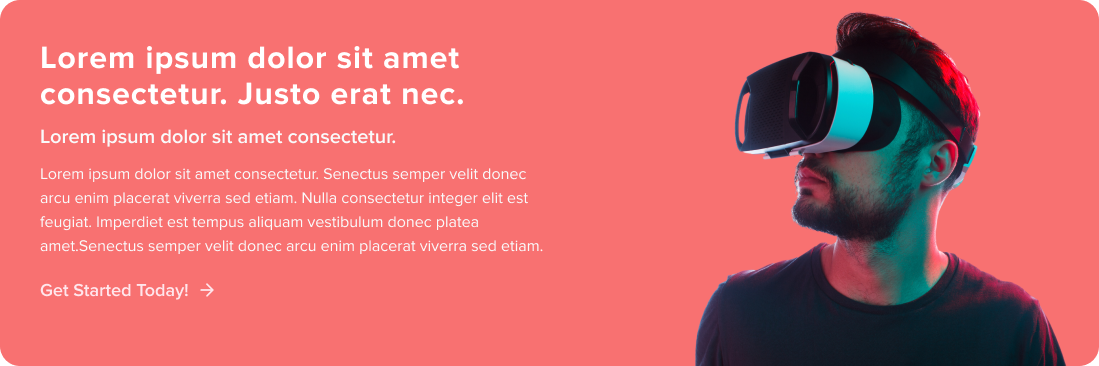 Lorem ipsum dolor sit amet
consectetur. Justo erat nec.
Lorem ipsum dolor sit amet consectetur.
Lorem ipsum dolor sit amet consectetur. Senectus semper velit donec
arcu enim placerat viverra sed etiam. Nulla consectetur integer elit est
feugiat. Imperdiet est tempus aliquam vestibulum donec platea
amet.Senectus semper velit donec arcu enim placerat viverra sed etiam.
Get Started Today! →